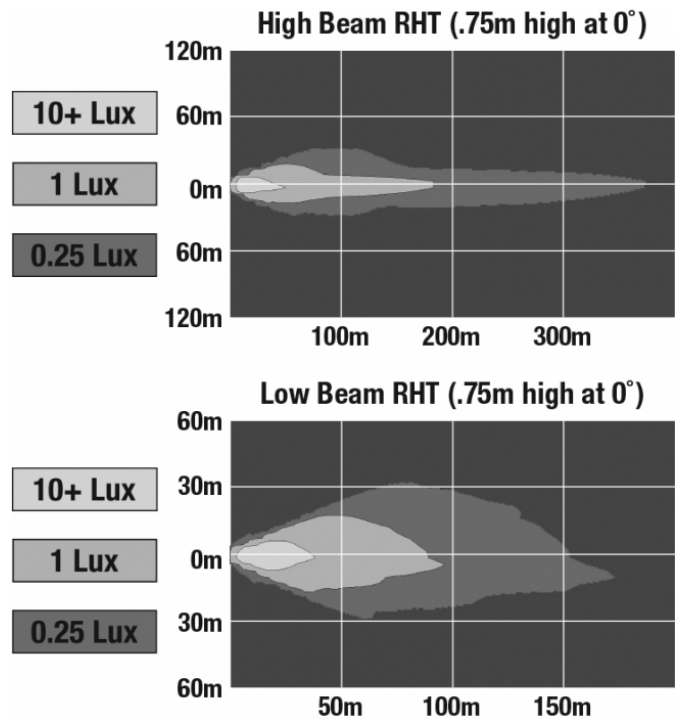 High Beam RHT (.75m high at 0°)
120m
60m
0m
60m
120m
10+ Lux
1 Lux
0.25 Lux
100m 200m 300m
Low Beam RHT (.75m high at 0°)
60m
30m
0m
30m
60m
10+ Lux
1 Lux
0.25 Lux
50m 100m 150m